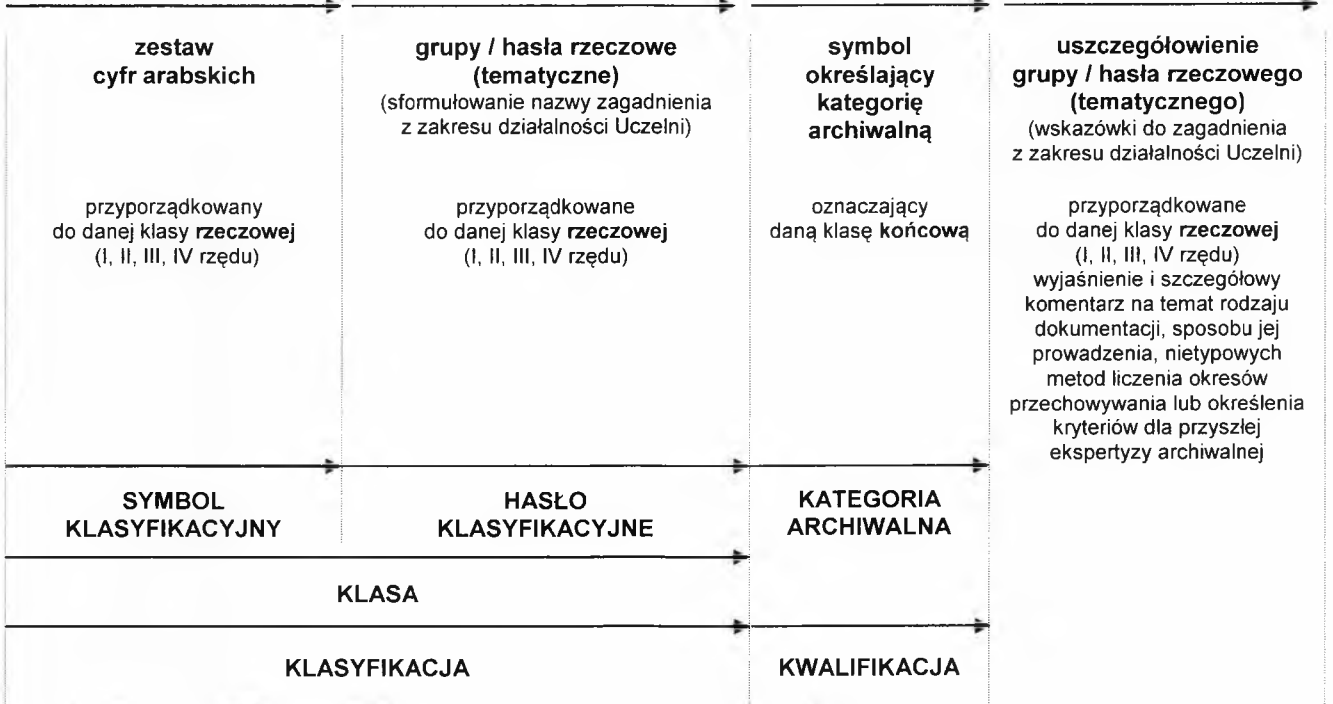 zestaw
cyfr arabskich
przyporządkowany
do danej klasy rzeczowej
(I, II, III, IV rzędu)
grupy / hasła rzeczowe
(tematyczne)
(sformułowanie nazwy zagadnienia
z zakresu działalności Uczelni)
przyporządkowane
do danej klasy rzeczowej
(I, II, III, IV rzędu)
symbol
określający
kategorię
archiwalną
oznaczający
daną klasę końcową
uszczegółowienie
grupy / hasła rzeczowego
(tematycznego)
(wskazówki do zagadnienia
z zakresu działalności Uczelni)
przyporządkowane
do danej klasy rzeczowej
(I, II, III, IV rzędu)
wyjaśnienie i szczegółowy
komentarz na temat rodzaju
dokumentacji, sposobu jej
prowadzenia, nietypowych
metod liczenia okresów
przechowywania lub określenia
kryteriów dla przyszłej
ekspertyzy archiwalnej
SYMBOL
KLASYFIKACYJNY
HASŁO
KLASYFIKACYJNE
KATEGORIA
ARCHIWALNA
KLASA
KLASYFIKACJA
KWALIFIKACJA